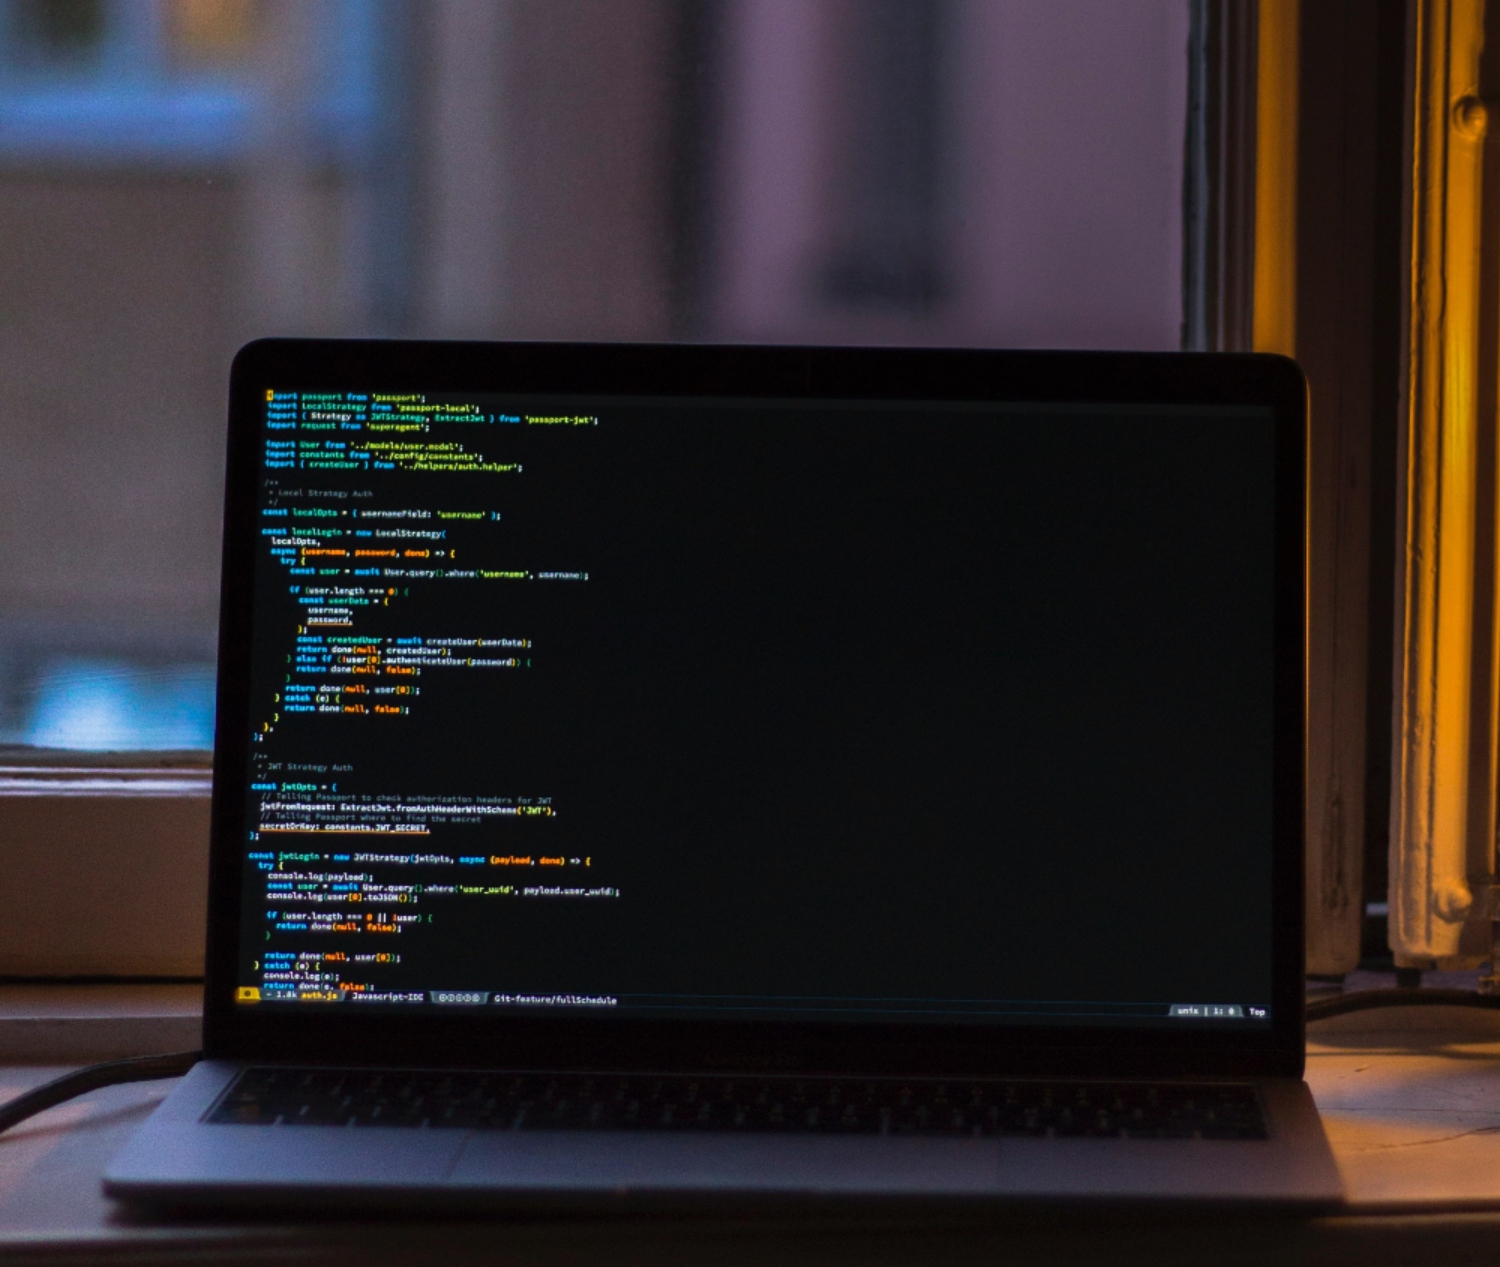 import passport from 'passport';
import LocalStrategy from 'passport-local';
import { Strategy as JWTStrategy, ExtractJwt } from 'passport-jwt';
import request from 'superagent';
import User from '../models/user.model';
import constants from '../config/constants';
import { createUser } from '../helpers/auth.helper';
/**
* Local Strategy Auth
*/
const localOpts = { usernameField: 'username' };
const localLogin = new LocalStrategy(
localOpts,
async (username, password, done) => {
try {
const user = await User.query().where('username', username);
if (user.length === 0) {
const userData = {
username,
password,
};
const createdUser = await createUser(userData);
return done(null, createdUser);
} else if (!user[0].authenticateUser(password)) {
return done(null, false);
}
return done(null, user[0]);
} catch (e) {
return done(null, false);
}
},
);
/**
* JWT Strategy Auth
*/
const jwtOpts = {
// Telling Passport to check authorization headers for JWT
jwtFromRequest: ExtractJwt.fromAuthHeaderWithScheme('JWT'),
// Telling Passport where to find the secret
secretOrKey: constants.JWT_SECRET,
};
const jwtLogin = new JWTStrategy(jwtOpts, async (payload, done) => {
try {
console.log(payload);
const user = await User.query().where('user_uuid', payload.user_uuid);
console.log(user[0].toJSON());
if (user.length === 0 || !user) {
return done(null, false);
}
return done(null, user[0]);
} catch (e) {
console.log(e);
return done(e, false);
- 1.8k auth.js Javascript-IDE Git-feature/fullSchedule unix | 1: 0 Top